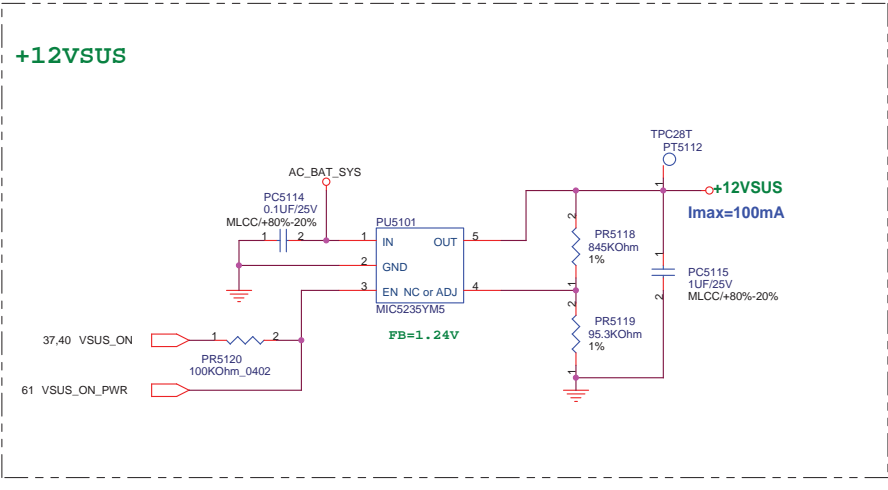 +12VSUS
TPC28T
PT5112
AC_BAT_SYS
1
+12VSUS
PC5114
0.1UF/25V
MLCC/+80%-20%
Imax=100mA
PU5101
2
PR5118
845KOhm
1%
1 2
1 IN OUT 5
1
2 GND
PC5115
1UF/25V
MLCC/+80%-20%
1
3 EN NC or ADJ 4
2
2
MIC5235YM5
PR5119
95.3KOhm
1%
FB=1.24V
37,40 VSUS_ON
1 2
PR5120
100KOhm_0402
1
61 VSUS_ON_PWR